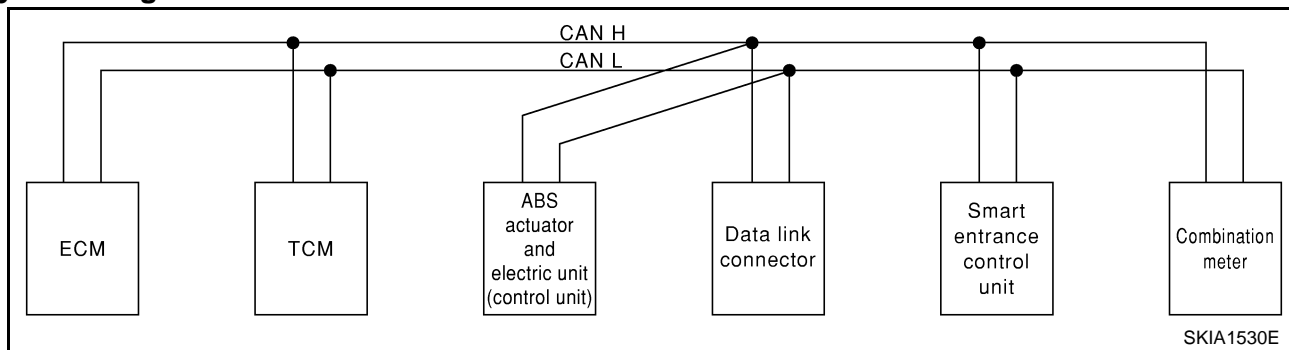 CAN H
CAN L
ECM
TCM
ABS
actuator
and
electric unit
(control unit)
Data link
connector
Smart
entrance
control
unit
Combination
meter
SKIA1530E